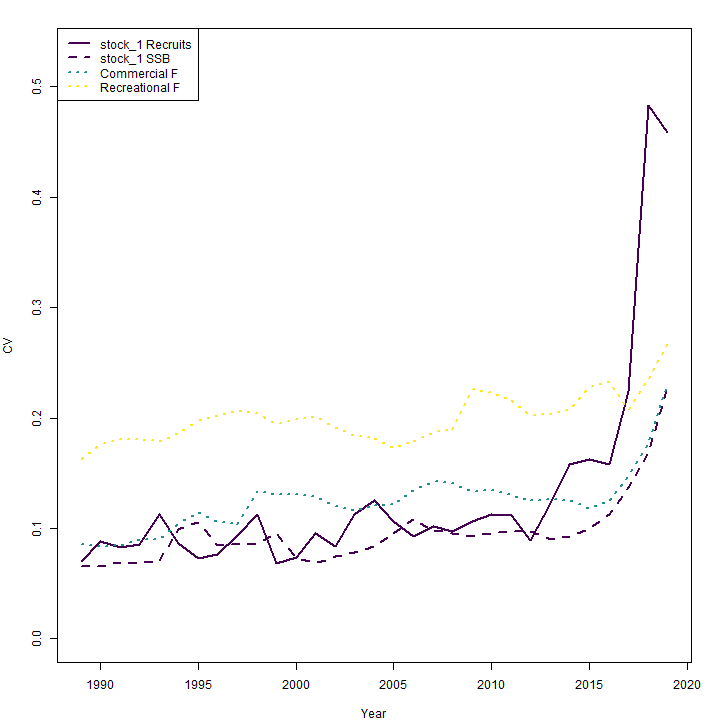 stock_1 Recruits
stock_1 SSB
Commercial F
Recreational F
0.5
0.4
0.3
0.2
0.1
0.0
CV
1990 1995 2000 2005 2010 2015 2020
Year